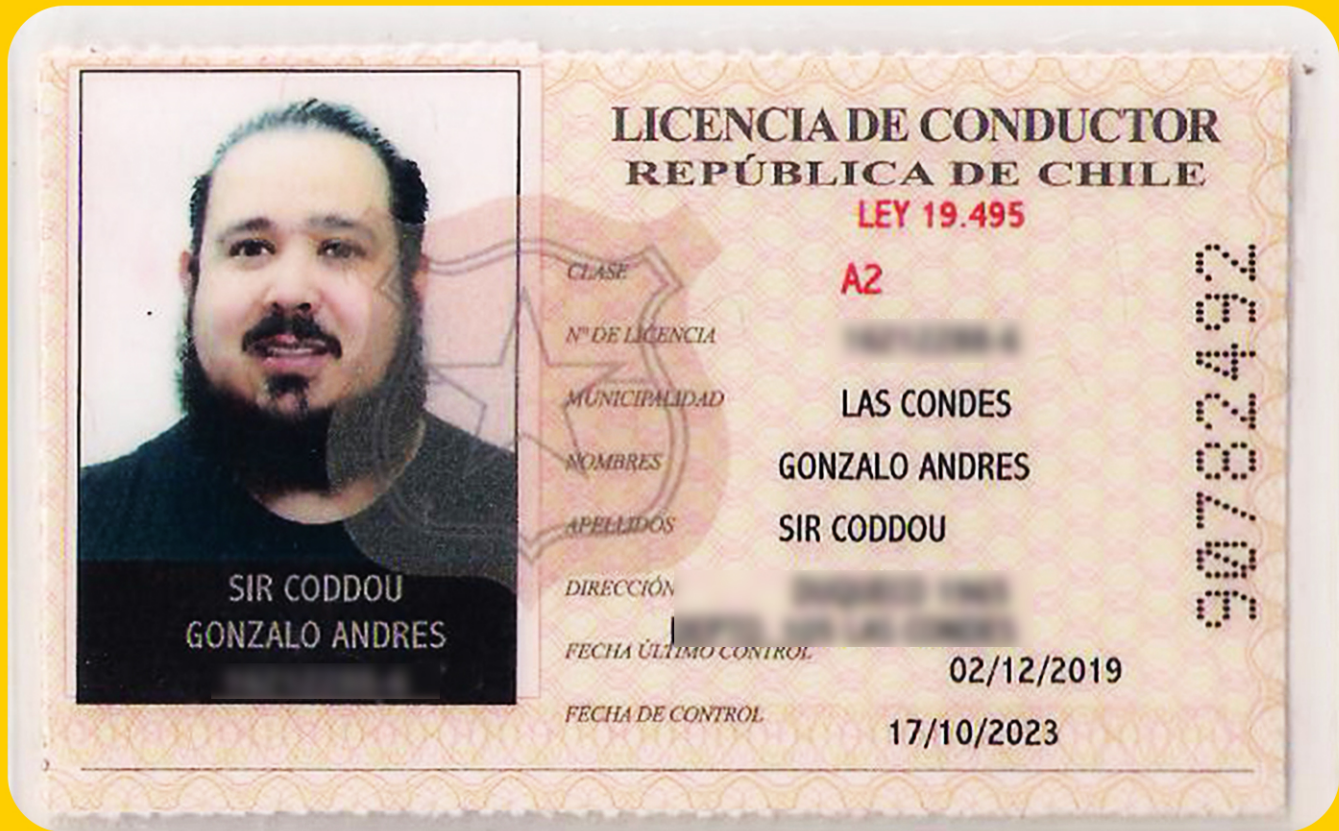 LICENCIA DE CONDUCTOR
REPÚBLICA DE CHILE
LEY 19.495
CLASE A2
Nº DE LICENCIA
MUNICIPALIDAD LAS CONDES
NOMBRES GONZALO ANDRES
APELLIDOS SIR CODDOU
DIRECCIÓN
FECHA ÚLTIMO CONTROL 02/12/2019
FECHA DE CONTROL 17/10/2023
SIR CODDOU
GONZALO ANDRES